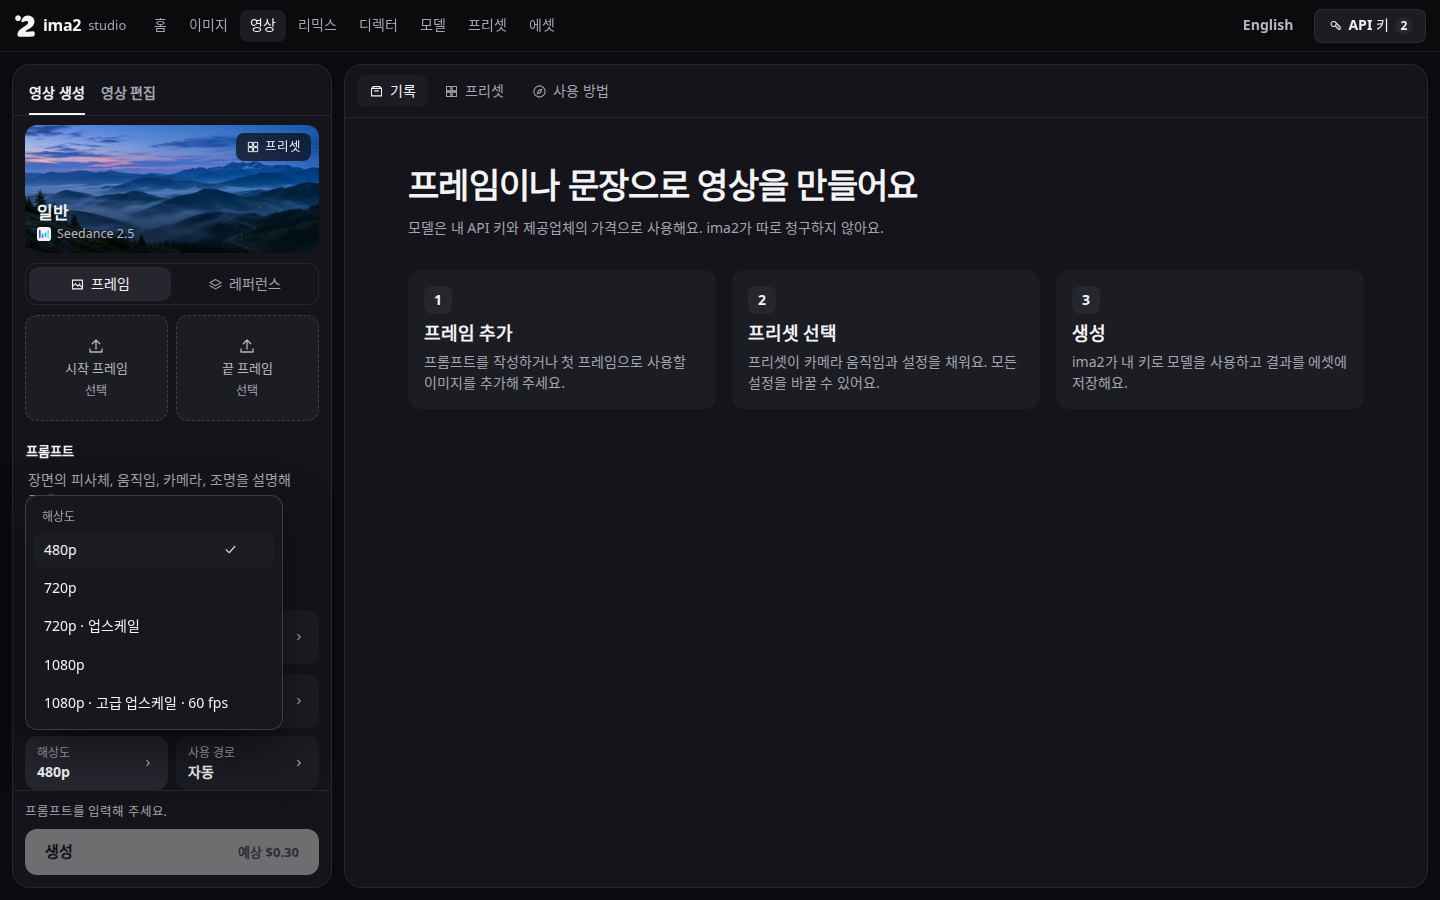 ima2 studio
홈
이미지
영상
리믹스
디렉터
모델
프리셋
에셋
English
API 키 2
영상 생성
영상 편집
프리셋
일반
Seedance 2.5
프레임
레퍼런스
시작 프레임
선택
끝 프레임
선택
프롬프트
장면의 피사체, 움직임, 카메라, 조명을 설명해
해상도
480p
720p
720p · 업스케일
1080p
1080p · 고급 업스케일 · 60 fps
해상도
480p
사용 경로
자동
프롬프트를 입력해 주세요.
생성
예상 $0.30
기록
프리셋
사용 방법
프레임이나 문장으로 영상을 만들어요
모델은 내 API 키와 제공업체의 가격으로 사용해요. ima2가 따로 청구하지 않아요.
1
프레임 추가
프롬프트를 작성하거나 첫 프레임으로 사용할
이미지를 추가해 주세요.
2
프리셋 선택
프리셋이 카메라 움직임과 설정을 채워요. 모든
설정을 바꿀 수 있어요.
3
생성
ima2가 내 키로 모델을 사용하고 결과를 에셋에
저장해요.